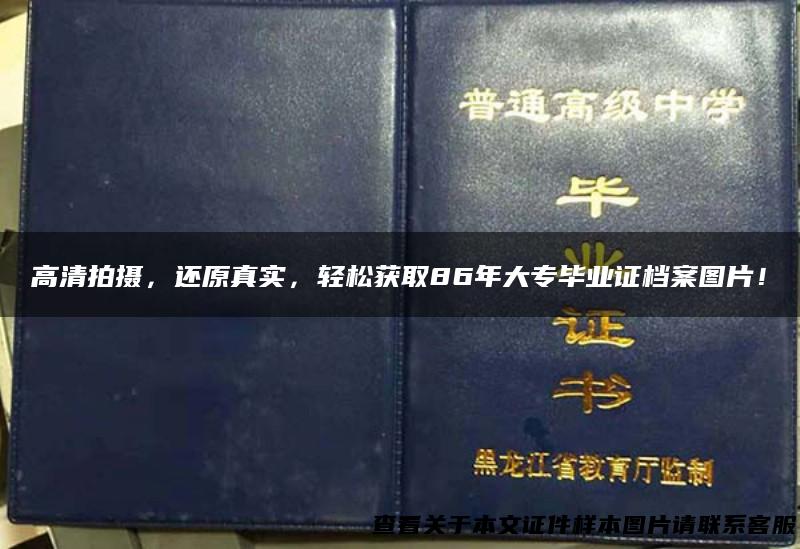 普通高级中学
毕
业
高清拍摄，还原真实，轻松获取86年大专毕业证档案图片！
证
书
黑龙江省教育厅监制
查看关于本文证件样本图片请联系客服